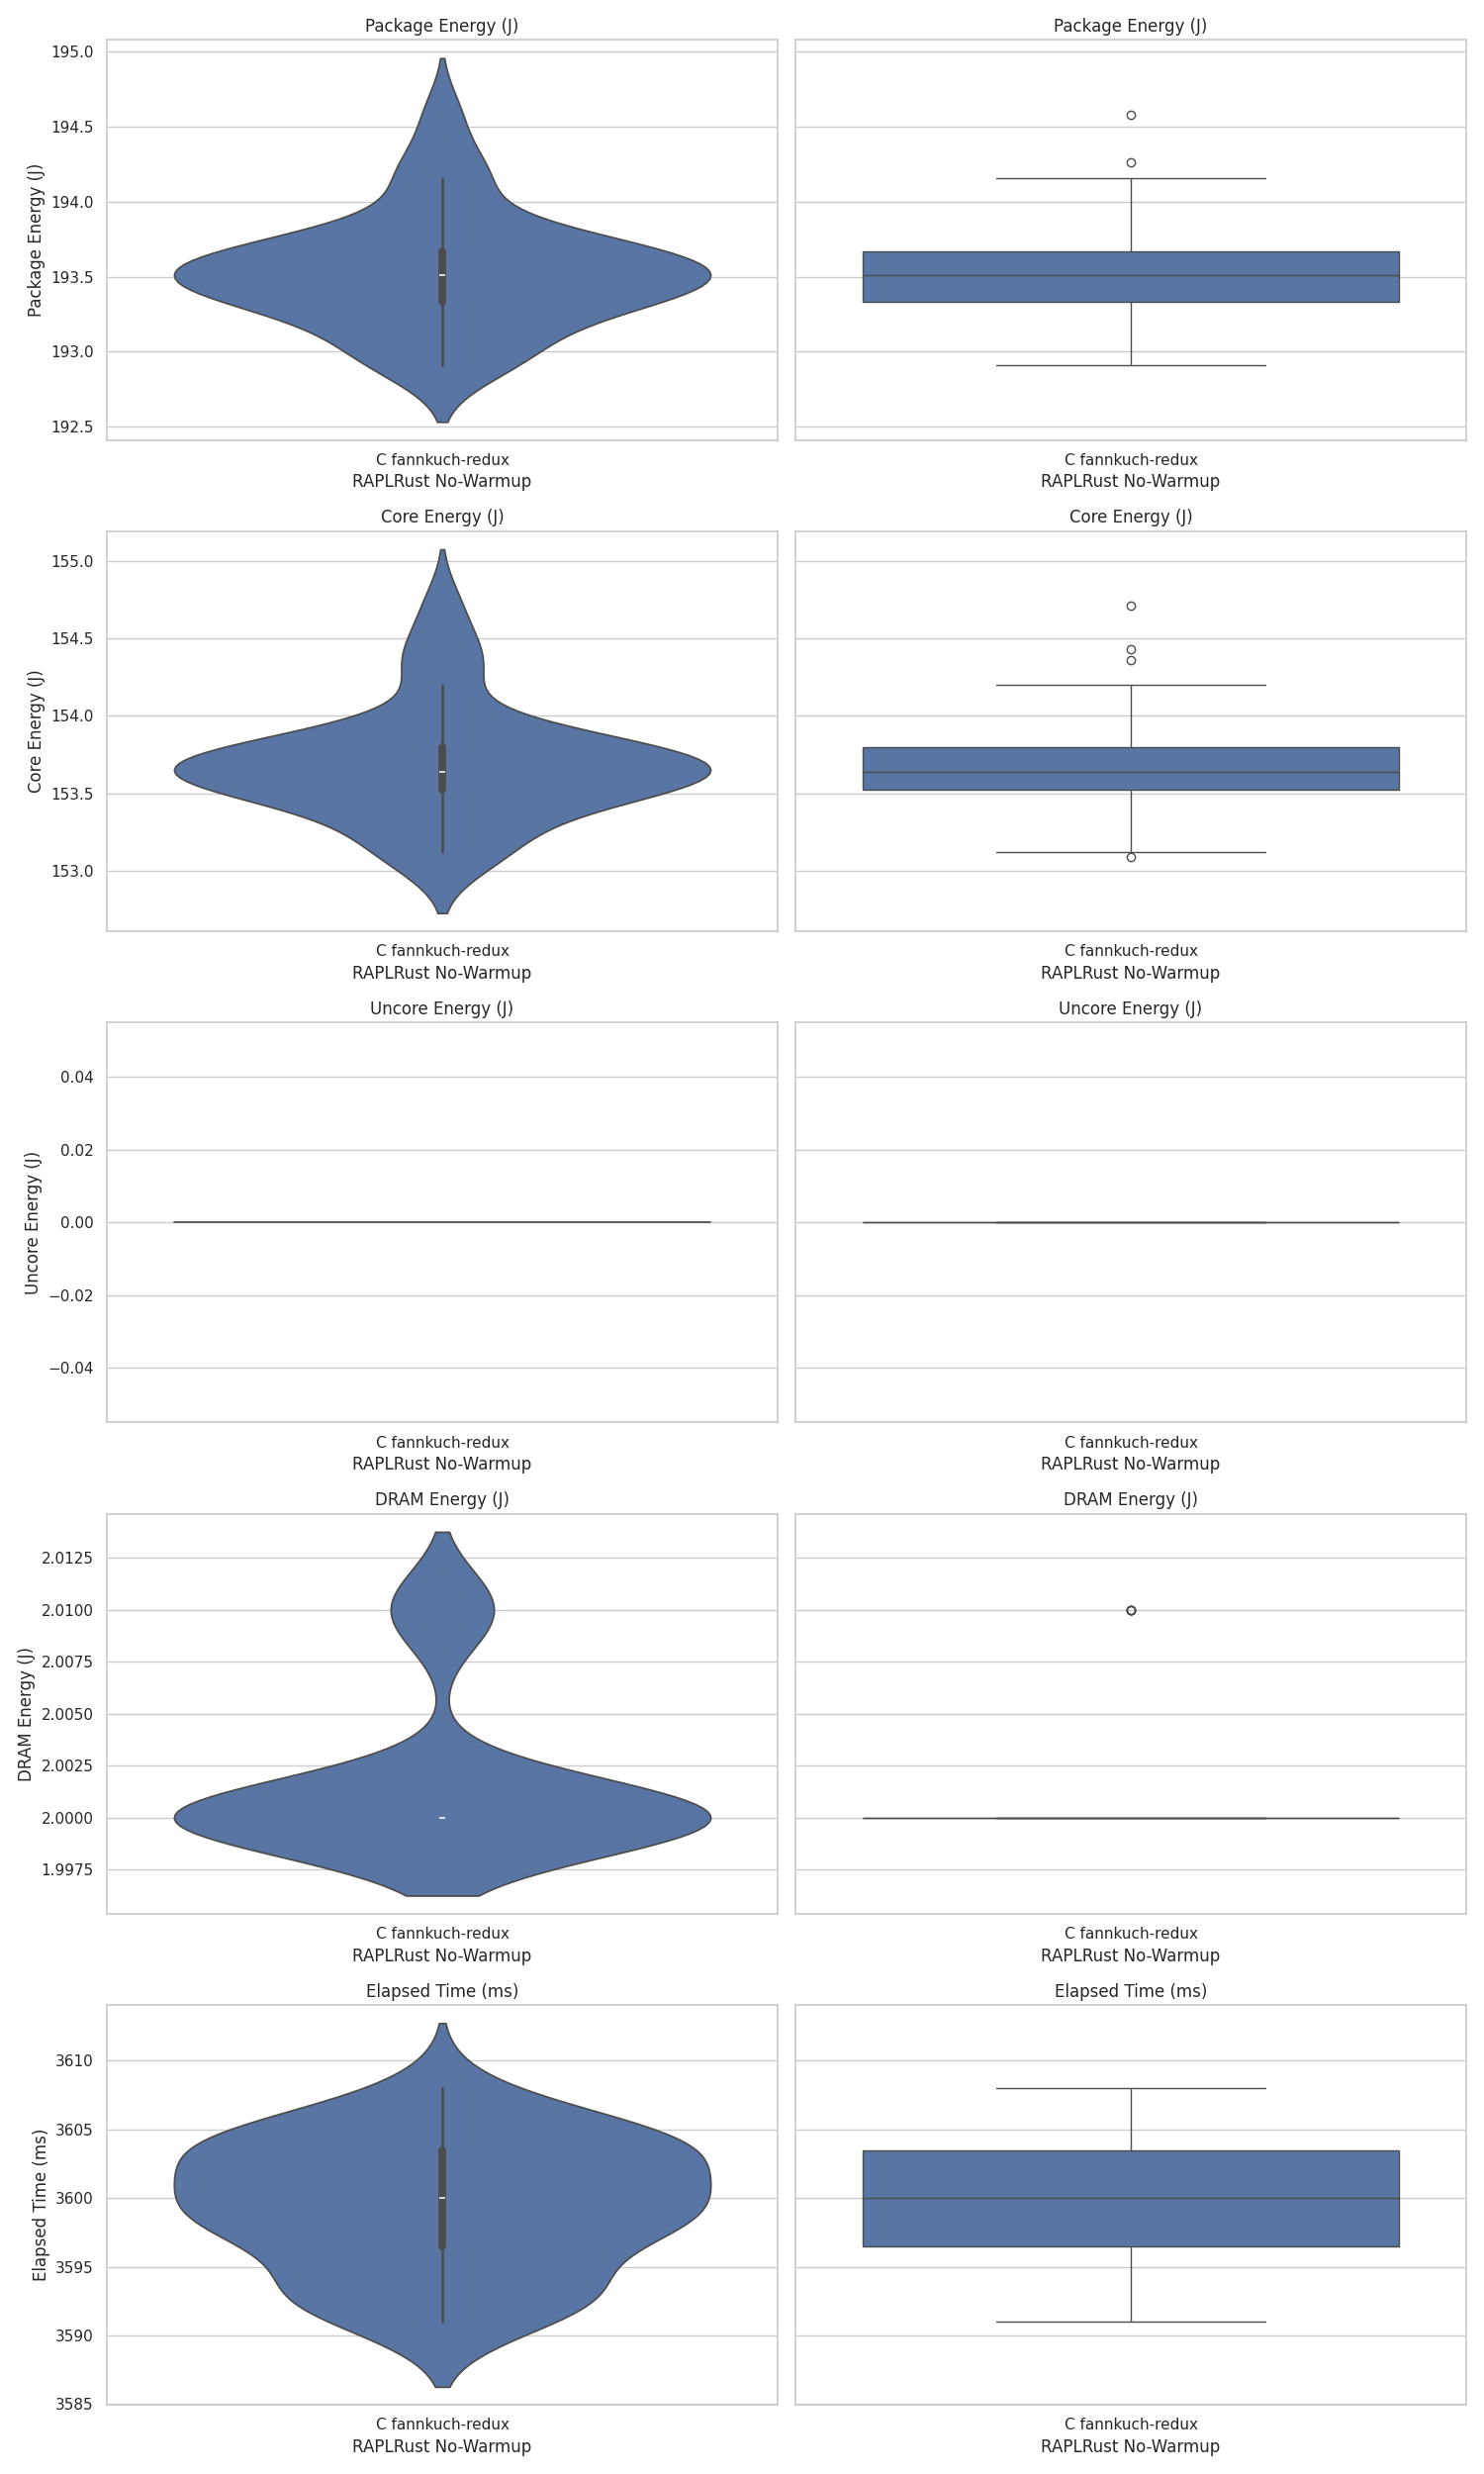 Package Energy (J)
Package Energy (J)
195.0
194.5
194.0
193.5
193.0
192.5
Package Energy (J)
C fannkuch-redux
C fannkuch-redux
RAPLRust No-Warmup
RAPLRust No-Warmup
Core Energy (J)
Core Energy (J)
155.0
154.5
154.0
153.5
153.0
Core Energy (J)
C fannkuch-redux
C fannkuch-redux
RAPLRust No-Warmup
RAPLRust No-Warmup
Uncore Energy (J)
Uncore Energy (J)
0.04
0.02
0.00
−0.02
−0.04
Uncore Energy (J)
C fannkuch-redux
C fannkuch-redux
RAPLRust No-Warmup
RAPLRust No-Warmup
DRAM Energy (J)
DRAM Energy (J)
2.0125
2.0100
2.0075
2.0050
2.0025
2.0000
1.9975
DRAM Energy (J)
C fannkuch-redux
C fannkuch-redux
RAPLRust No-Warmup
RAPLRust No-Warmup
Elapsed Time (ms)
Elapsed Time (ms)
3610
3605
3600
3595
3590
3585
Elapsed Time (ms)
C fannkuch-redux
C fannkuch-redux
RAPLRust No-Warmup
RAPLRust No-Warmup